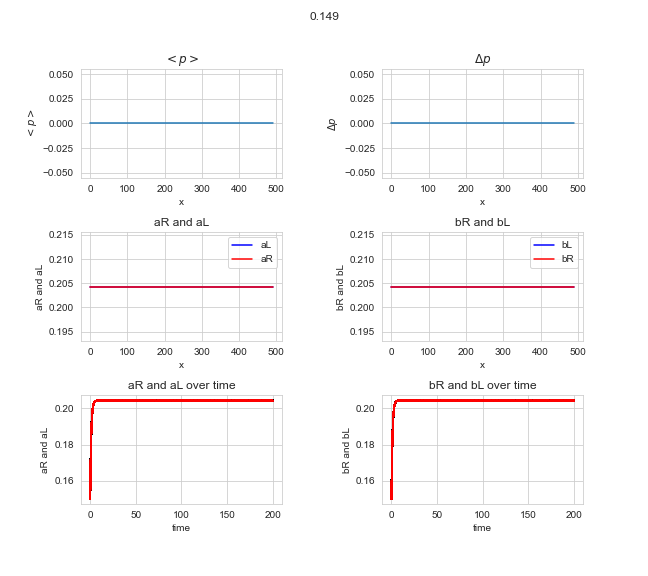 0.149
< p >
Δp
0.050
0.025
0.000
−0.025
−0.050
< p >
0 100 200 300 400 500
x
0.050
0.025
0.000
−0.025
−0.050
Δp
0 100 200 300 400 500
x
aR and aL
bR and bL
0.215
0.210
0.205
0.200
0.195
aR and aL
aL
aR
0 100 200 300 400 500
x
0.215
0.210
0.205
0.200
0.195
bR and bL
bL
bR
0 100 200 300 400 500
x
aR and aL over time
bR and bL over time
0.20
0.18
0.16
aR and aL
0 50 100 150 200
time
0.20
0.18
0.16
bR and bL
0 50 100 150 200
time